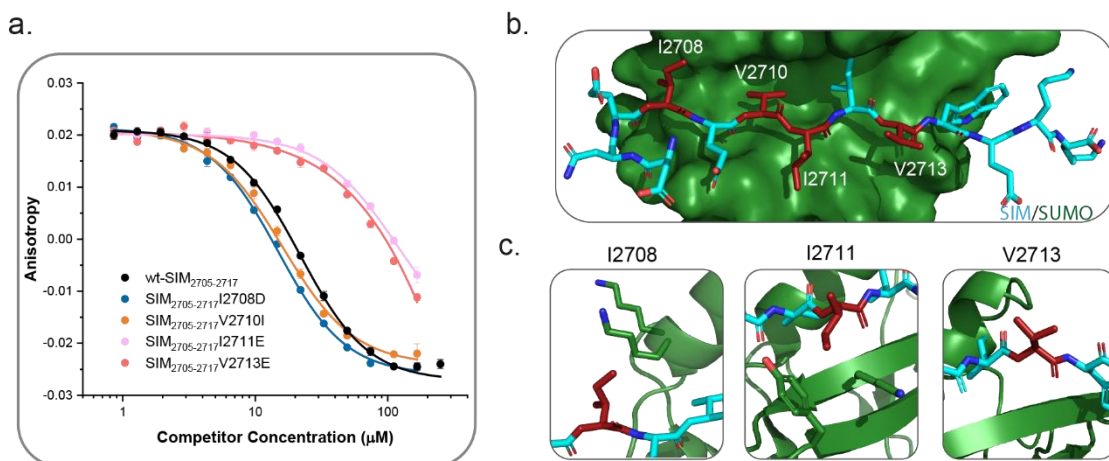 a.
0.03
0.02
0.01
0.00
-0.01
-0.02
-0.03
Anisotropy
wt-SIM2705-2717
SIM2705-2717I2708D
SIM2705-2717V2710I
SIM2705-2717I2711E
SIM2705-2717V2713E
1 10 100
Competitor Concentration (μM)
b.
I2708
V2710
I2711
V2713
SIM/SUMO
c.
I2708 I2711 V2713